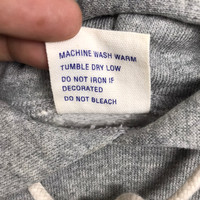 MACHINE WASH WARM
TUMBLE DRY LOW
DO NOT IRON IF
DECORATED
DO NOT BLEACH